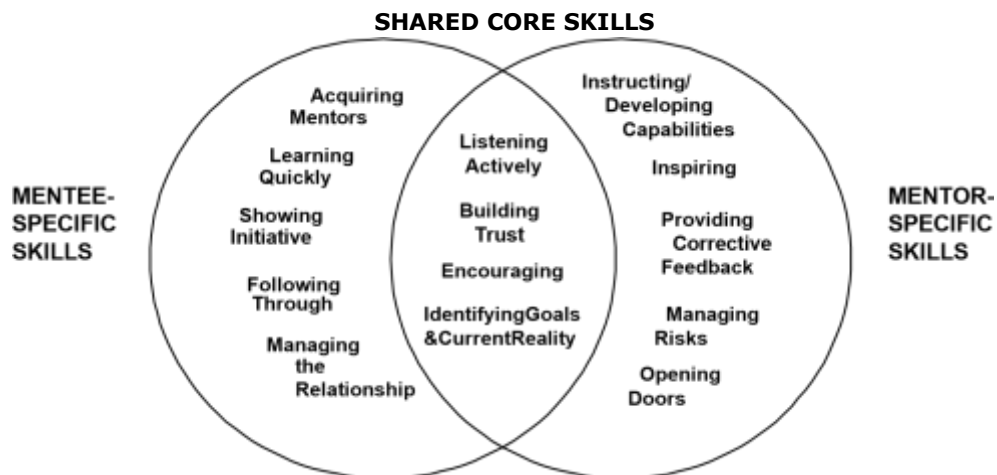 SHARED CORE SKILLS
MENTEE-
SPECIFIC
SKILLS
Acquiring
Mentors
Learning
Quickly
Showing
Initiative
Following
Through
Managing
the
Relationship
Listening
Actively
Building
Trust
Encouraging
IdentifyingGoals
&CurrentReality
Instructing/
Developing
Capabilities
Inspiring
Providing
Corrective
Feedback
Managing
Risks
Opening
Doors
MENTOR-
SPECIFIC
SKILLS